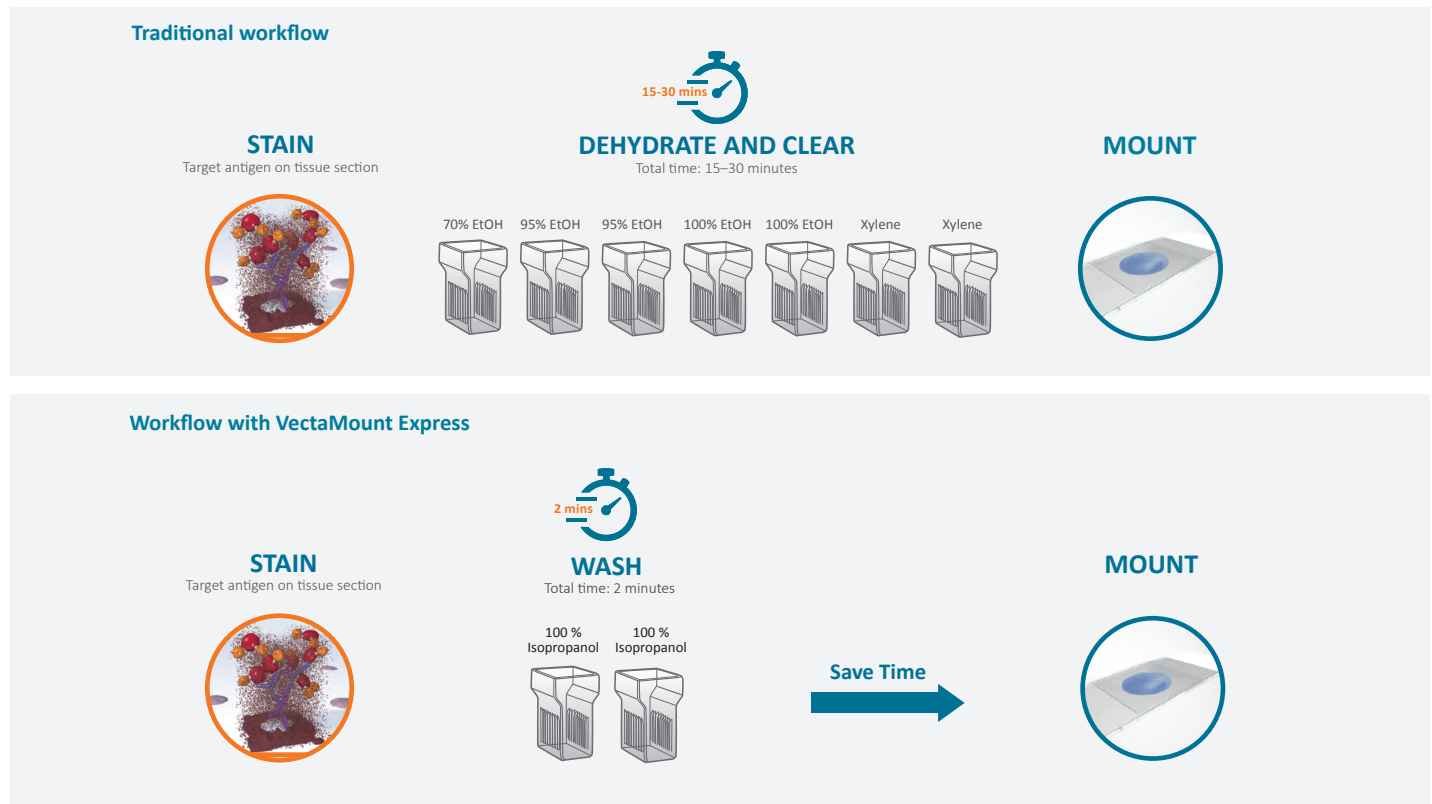 Traditional workflow
15-30 mins
STAIN
Target antigen on tissue section
DEHYDRATE AND CLEAR
Total time: 15–30 minutes
MOUNT
70% EtOH 95% EtOH 95% EtOH 100% EtOH 100% EtOH Xylene Xylene
Workflow with VectaMount Express
2 mins
STAIN
Target antigen on tissue section
WASH
Total time: 2 minutes
MOUNT
100 %
Isopropanol
100 %
Isopropanol
Save Time